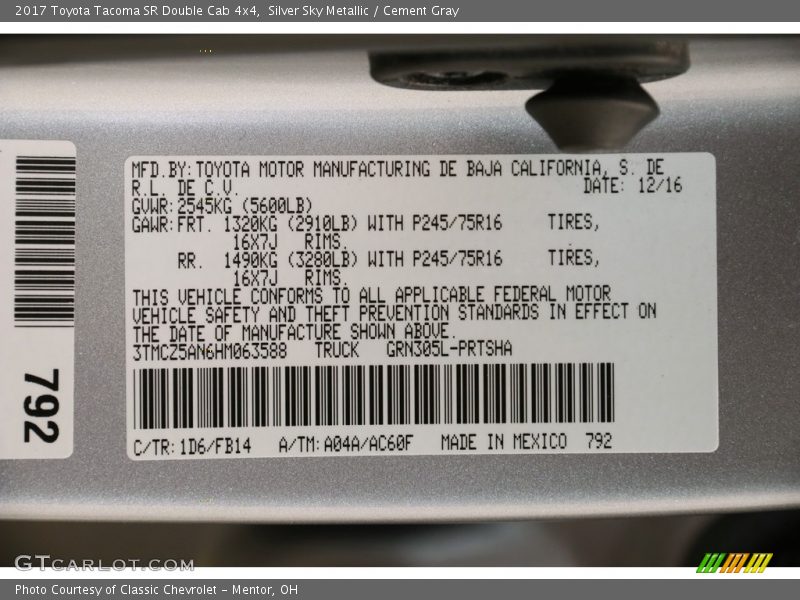 2017 Toyota Tacoma SR Double Cab 4x4, Silver Sky Metallic / Cement Gray
MFD.BY:TOYOTA MOTOR MANUFACTURING DE BAJA CALIFORNIA, S. DE
R.L. DE C.V. DATE: 12/16
GVWR:2545KG (5600LB)
GAWR:FRT. 1320KG (2910LB) WITH P245/75R16 TIRES,
16X7J RIMS.
RR. 1490KG (3280LB) WITH P245/75R16 TIRES,
16X7J RIMS.
THIS VEHICLE CONFORMS TO ALL APPLICABLE FEDERAL MOTOR
VEHICLE SAFETY AND THEFT PREVENTION STANDARDS IN EFFECT ON
THE DATE OF MANUFACTURE SHOWN ABOVE.
3TMCZ5AN6HM063588 TRUCK GRN305L-PRTSHA
C/TR:1D6/FB14 A/TM:A04A/AC60F MADE IN MEXICO 792
792
GTCARLOT.COM
Photo Courtesy of Classic Chevrolet - Mentor, OH